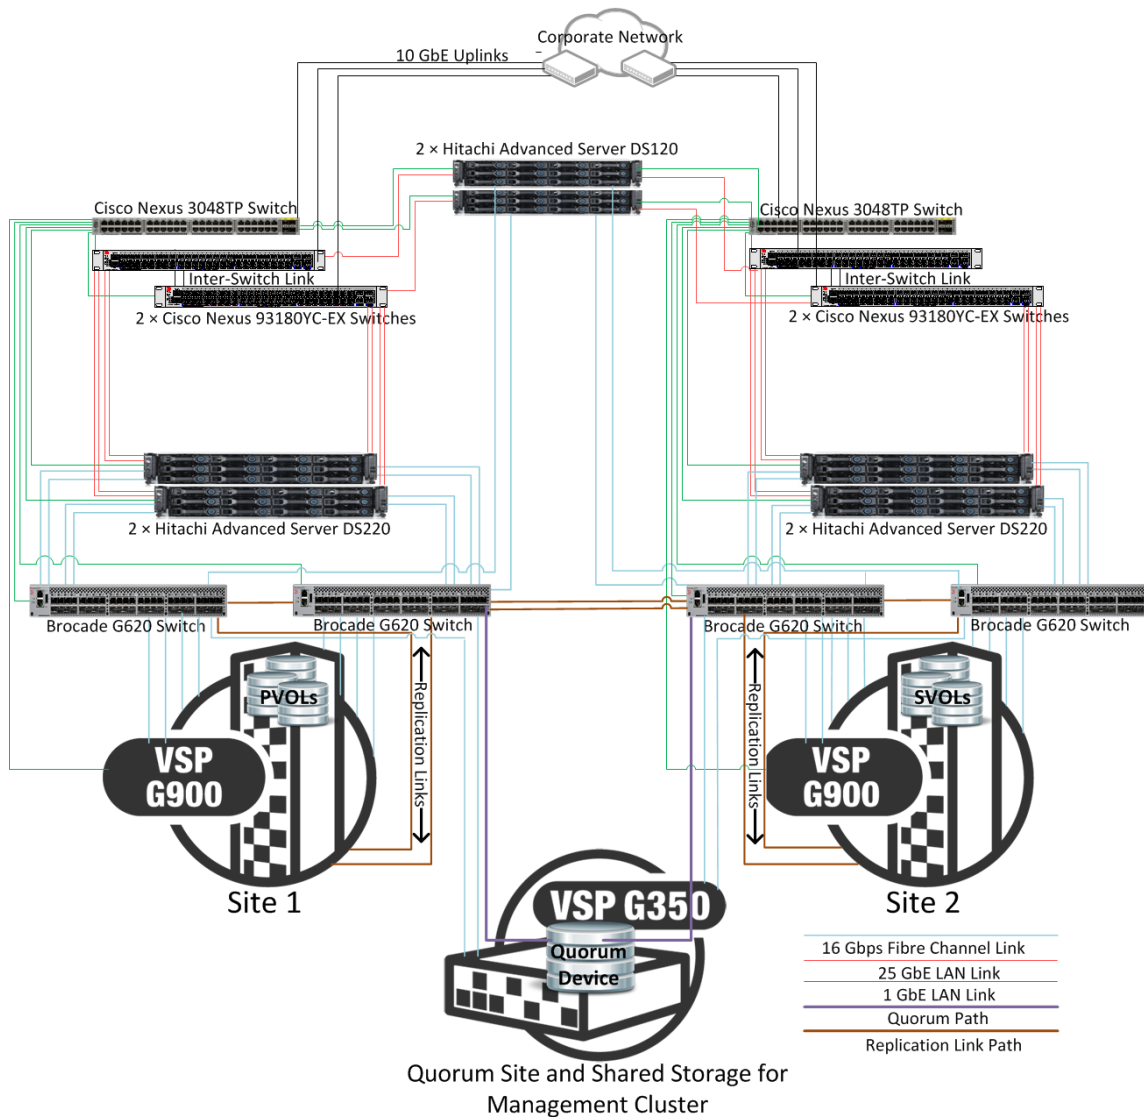 Corporate Network
10 GbE Uplinks
2 × Hitachi Advanced Server DS120
Cisco Nexus 3048TP Switch
Cisco Nexus 3048TP Switch
Inter-Switch Link
Inter-Switch Link
2 × Cisco Nexus 93180YC-EX Switches
2 × Cisco Nexus 93180YC-EX Switches
2 × Hitachi Advanced Server DS220
2 × Hitachi Advanced Server DS220
Brocade G620 Switch
Brocade G620 Switch
Brocade G620 Switch
Brocade G620 Switch
PVOLs
SVOLs
Replication Links
Replication Links
VSP
G900
VSP
G900
Site 1
Site 2
VSP G350
Quorum
Device
16 Gbps Fibre Channel Link
25 GbE LAN Link
1 GbE LAN Link
Quorum Path
Replication Link Path
Quorum Site and Shared Storage for
Management Cluster